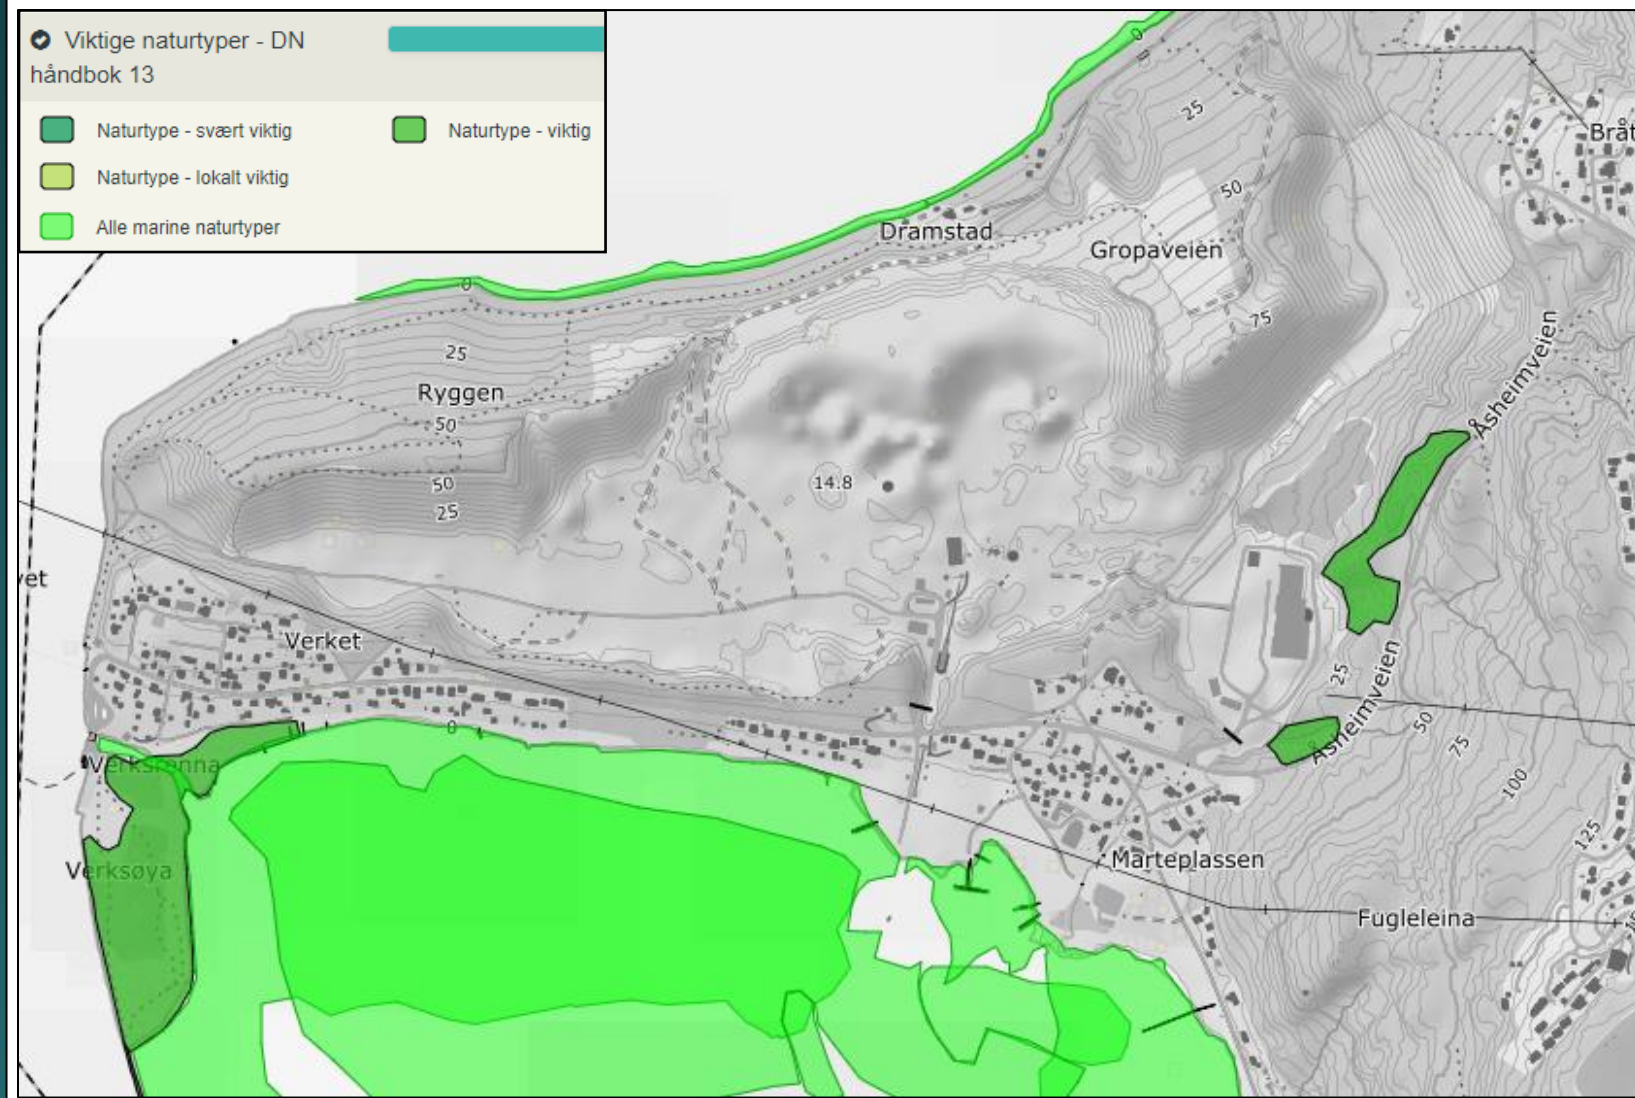 Viktige naturtyper - DN
håndbok 13
Naturtype - svært viktig
Naturtype - viktig
Naturtype - lokalt viktig
Alle marine naturtyper
0
25
Bråt
50
Dramstad
Gropaveien
0
75
25
Ryggen
Åsheimveien
50
50
14.8
25
vet
Verket
25
Åsheimveien
0
50
75
Verksrenna
100
125
Verksøya
Marteplassen
Fugleleina